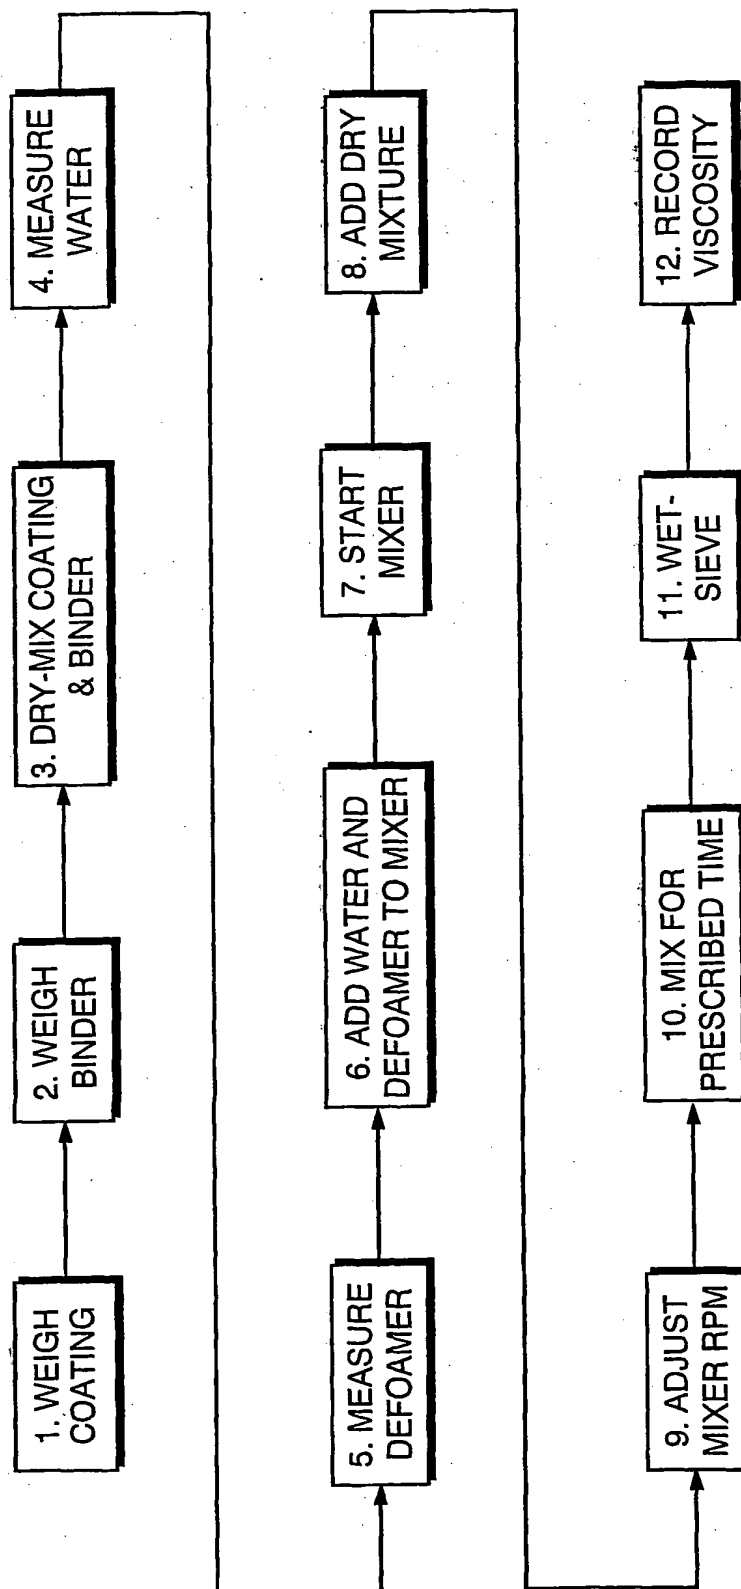 1. WEIGH
COATING
2. WEIGH
BINDER
3. DRY-MIX COATING
& BINDER
4. MEASURE
WATER
5. MEASURE
DEFOAMER
6. ADD WATER AND
DEFOAMER TO MIXER
7. START
MIXER
8. ADD DRY
MIXTURE
9. ADJUST
MIXER RPM
10. MIX FOR
PRESCRIBED TIME
11. WET-
SIEVE
12. RECORD
VISCOSITY